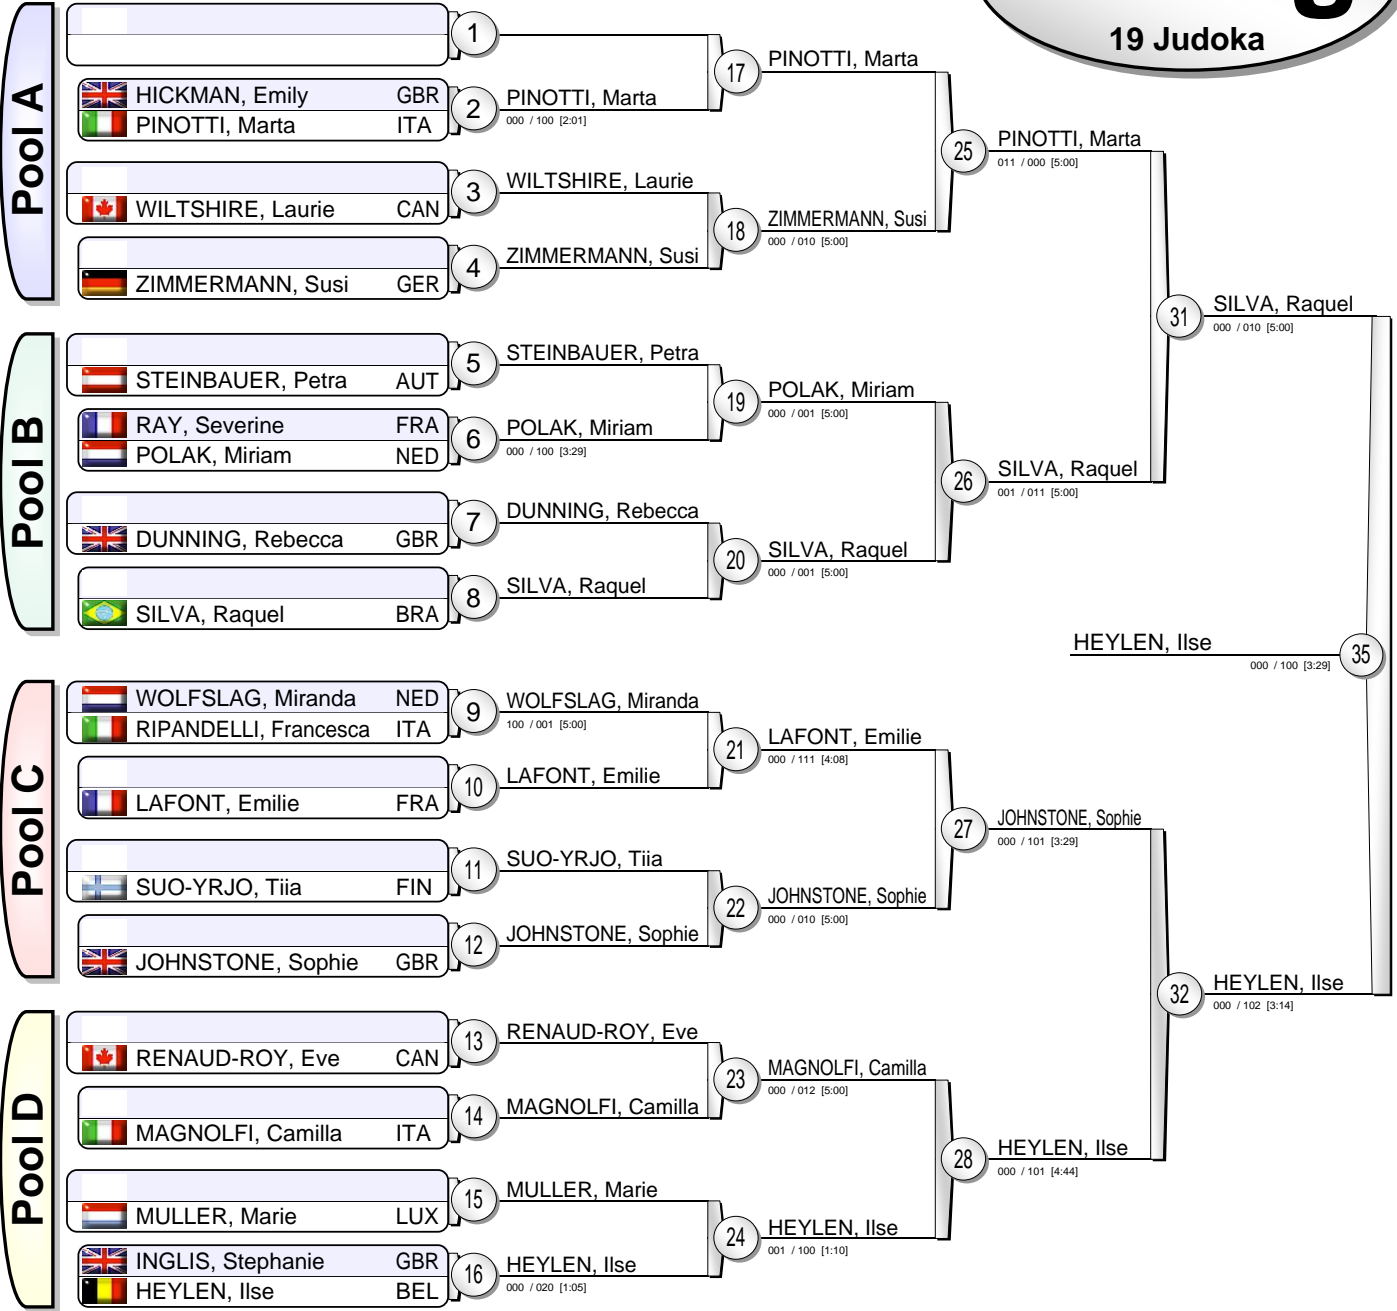 19 Judoka
Pool A
1
HICKMAN, Emily GBR
PINOTTI, Marta ITA
2
PINOTTI, Marta
000 / 100 [2:01]
17
PINOTTI, Marta
WILTSHIRE, Laurie CAN
3
WILTSHIRE, Laurie
ZIMMERMANN, Susi GER
4
ZIMMERMANN, Susi
18
ZIMMERMANN, Susi
000 / 010 [5:00]
25
PINOTTI, Marta
011 / 000 [5:00]
Pool B
STEINBAUER, Petra AUT
5
STEINBAUER, Petra
RAY, Severine FRA
POLAK, Miriam NED
6
POLAK, Miriam
000 / 100 [3:29]
19
POLAK, Miriam
000 / 001 [5:00]
DUNNING, Rebecca GBR
7
DUNNING, Rebecca
SILVA, Raquel BRA
8
SILVA, Raquel
20
SILVA, Raquel
000 / 001 [5:00]
26
SILVA, Raquel
001 / 011 [5:00]
31
SILVA, Raquel
000 / 010 [5:00]
HEYLEN, Ilse
000 / 100 [3:29]
35
Pool C
WOLFSLAG, Miranda NED
RIPANDELLI, Francesca ITA
9
WOLFSLAG, Miranda
100 / 001 [5:00]
LAFONT, Emilie FRA
10
LAFONT, Emilie
21
LAFONT, Emilie
000 / 111 [4:08]
SUO-YRJO, Tiia FIN
11
SUO-YRJO, Tiia
JOHNSTONE, Sophie GBR
12
JOHNSTONE, Sophie
22
JOHNSTONE, Sophie
000 / 010 [5:00]
27
JOHNSTONE, Sophie
000 / 101 [3:29]
Pool D
RENAUD-ROY, Eve CAN
13
RENAUD-ROY, Eve
MAGNOLFI, Camilla ITA
14
MAGNOLFI, Camilla
23
MAGNOLFI, Camilla
000 / 012 [5:00]
MULLER, Marie LUX
15
MULLER, Marie
INGLIS, Stephanie GBR
HEYLEN, Ilse BEL
16
HEYLEN, Ilse
000 / 020 [1:05]
24
HEYLEN, Ilse
001 / 100 [1:10]
28
HEYLEN, Ilse
000 / 101 [4:44]
32
HEYLEN, Ilse
000 / 102 [3:14]